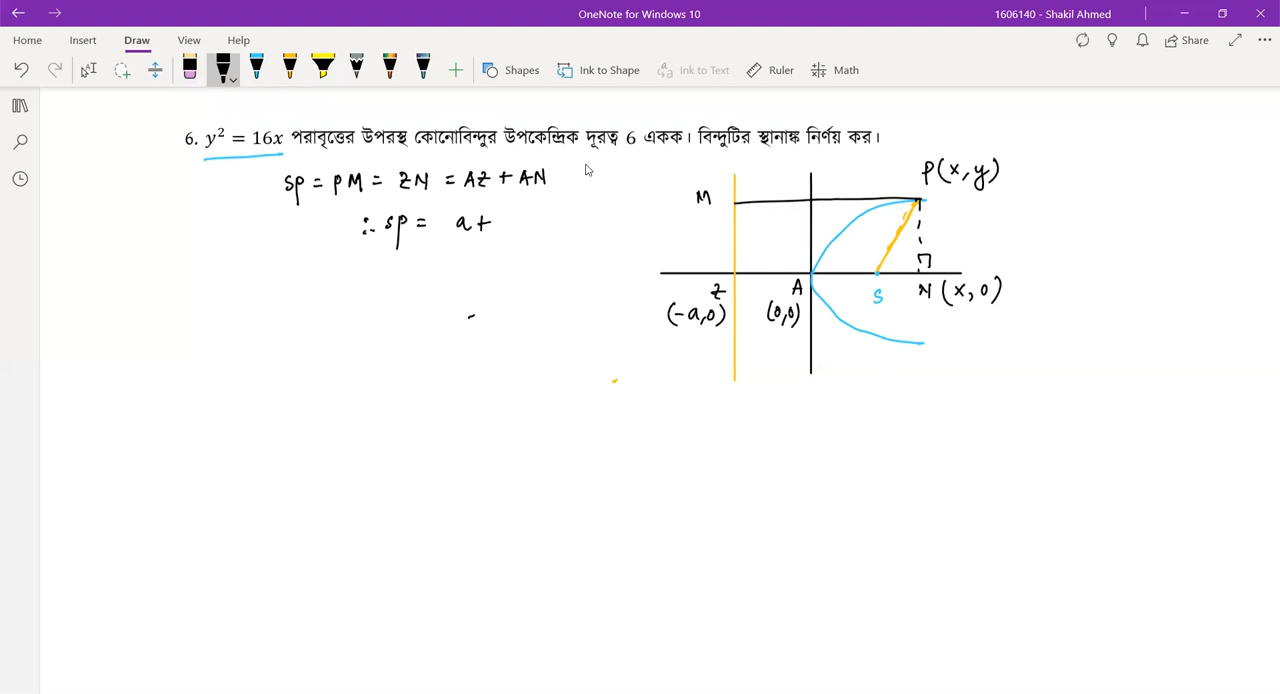 OneNote for Windows 10
1606140 - Shakil Ahmed
Home Insert Draw View Help
Share
Shapes Ink to Shape Ink to Text Ruler Math
6. y² = 16x পরাবৃত্তের উপরস্থ কোনোবিন্দুর উপকেন্দ্রিক দূরত্ব 6 একক। বিন্দুটির স্থানাঙ্ক নির্ণয় কর।
SP = PM = ZN = AZ + AN
∴ SP = a+
P(x,y)
M
Z A S N (x,0)
(-a,0) (0,0)